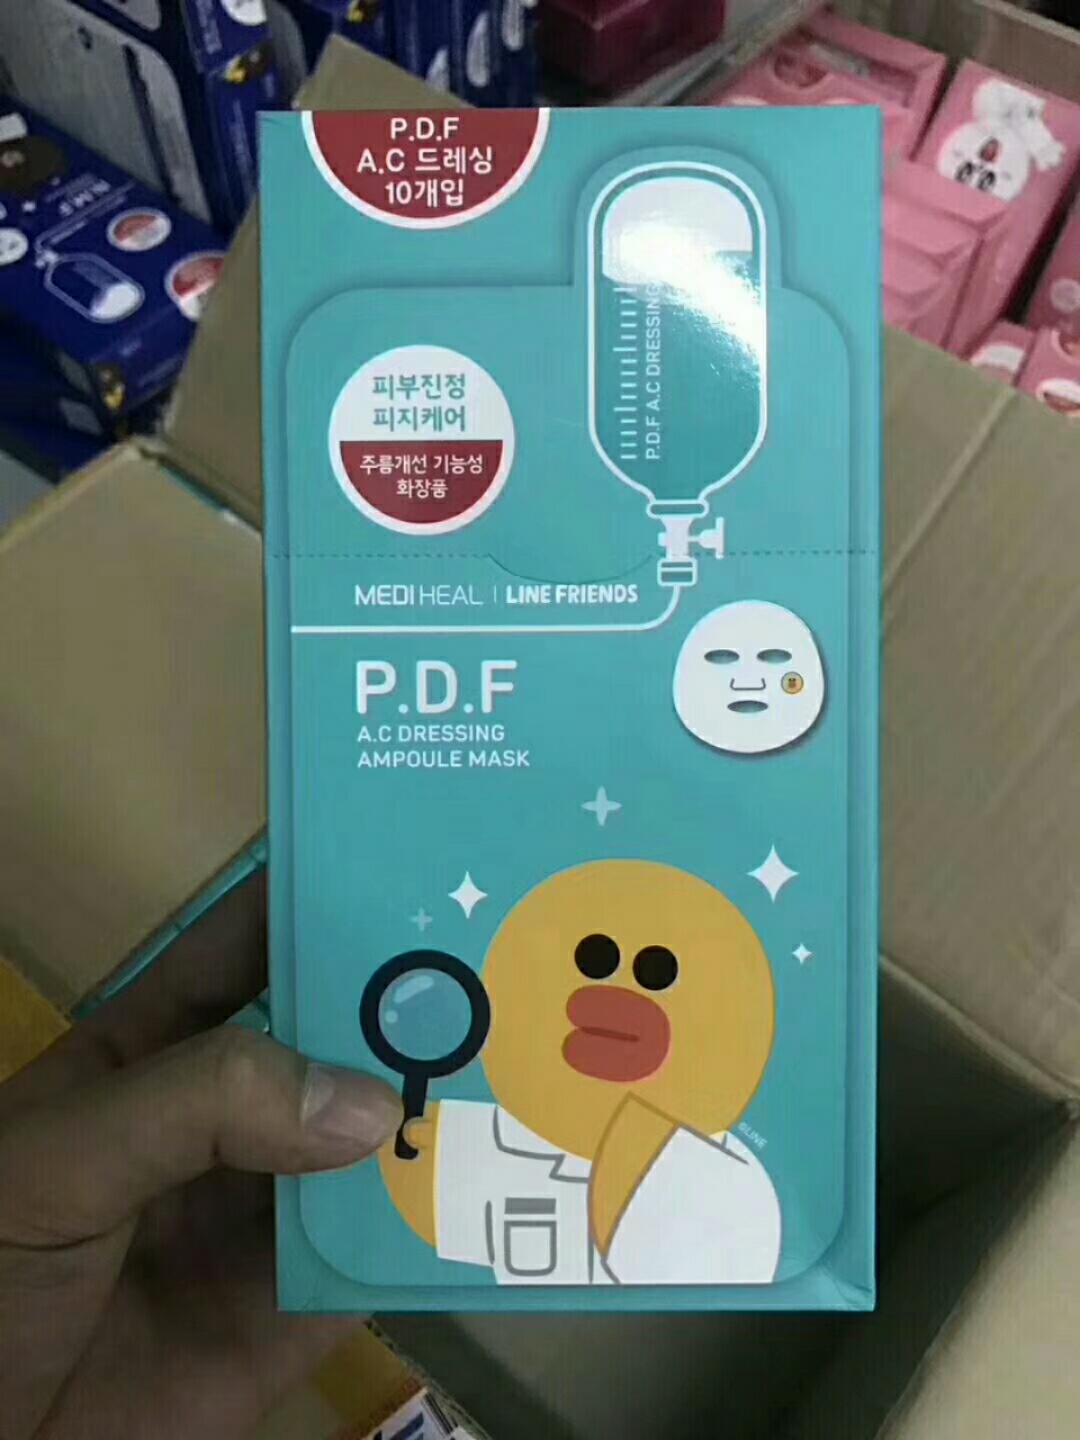 P.D.F
A.C 드레싱
10개입
P.D.F A.C DRESSING
피부진정
피지케어
주름개선 기능성
화장품
MEDIHEAL | LINE FRIENDS
P.D.F
A.C DRESSING
AMPOULE MASK
©LINE